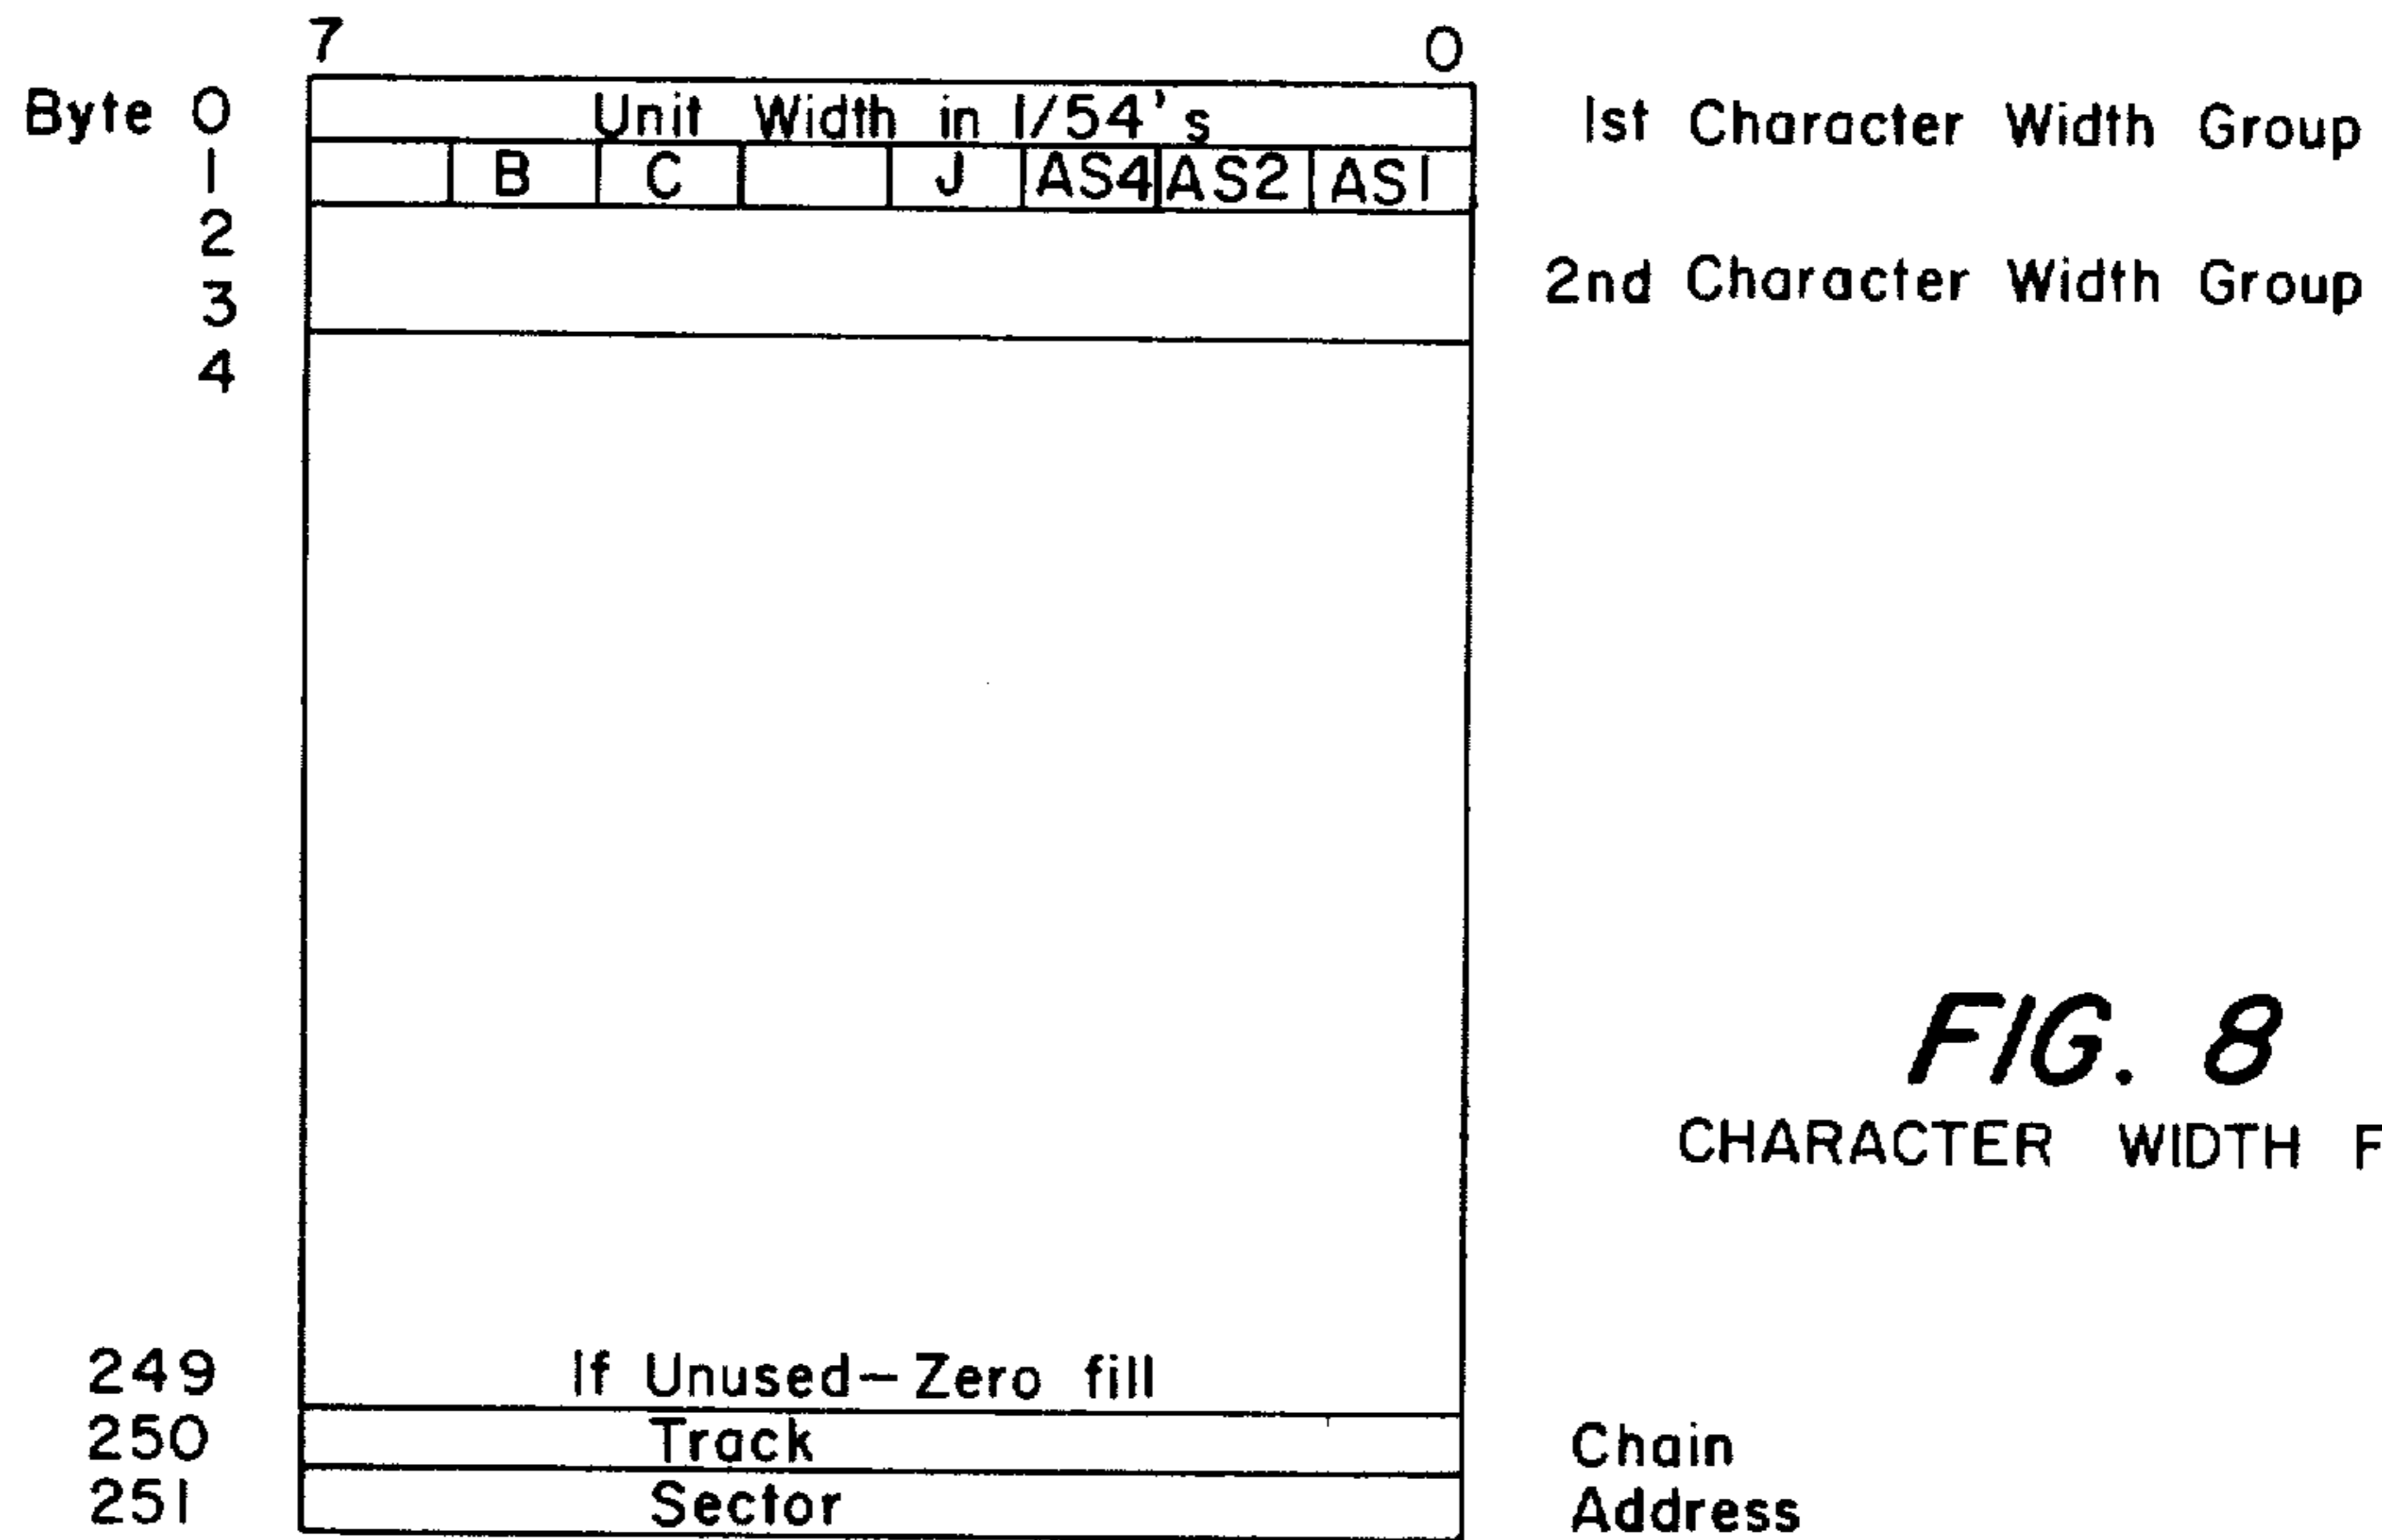 7 0
Byte 0 Unit Width in 1/54's 1st Character Width Group
1 B C J AS4 AS2 AS1
2
3 2nd Character Width Group
4
FIG. 8
CHARACTER WIDTH F
249 If Unused-Zero fill
250 Track Chain
251 Sector Address